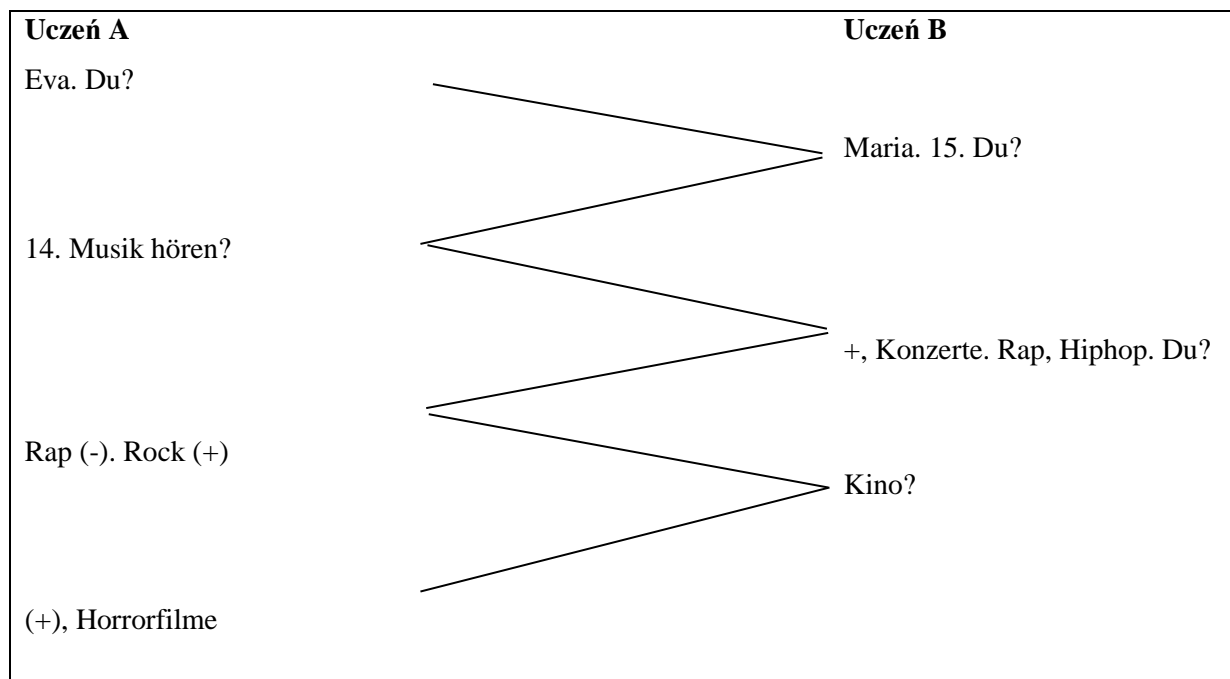 Uczeń A
Uczeń B
Eva. Du?
Maria. 15. Du?
14. Musik hören?
+, Konzerte. Rap, Hiphop. Du?
Rap (-). Rock (+)
Kino?
(+), Horrorfilme